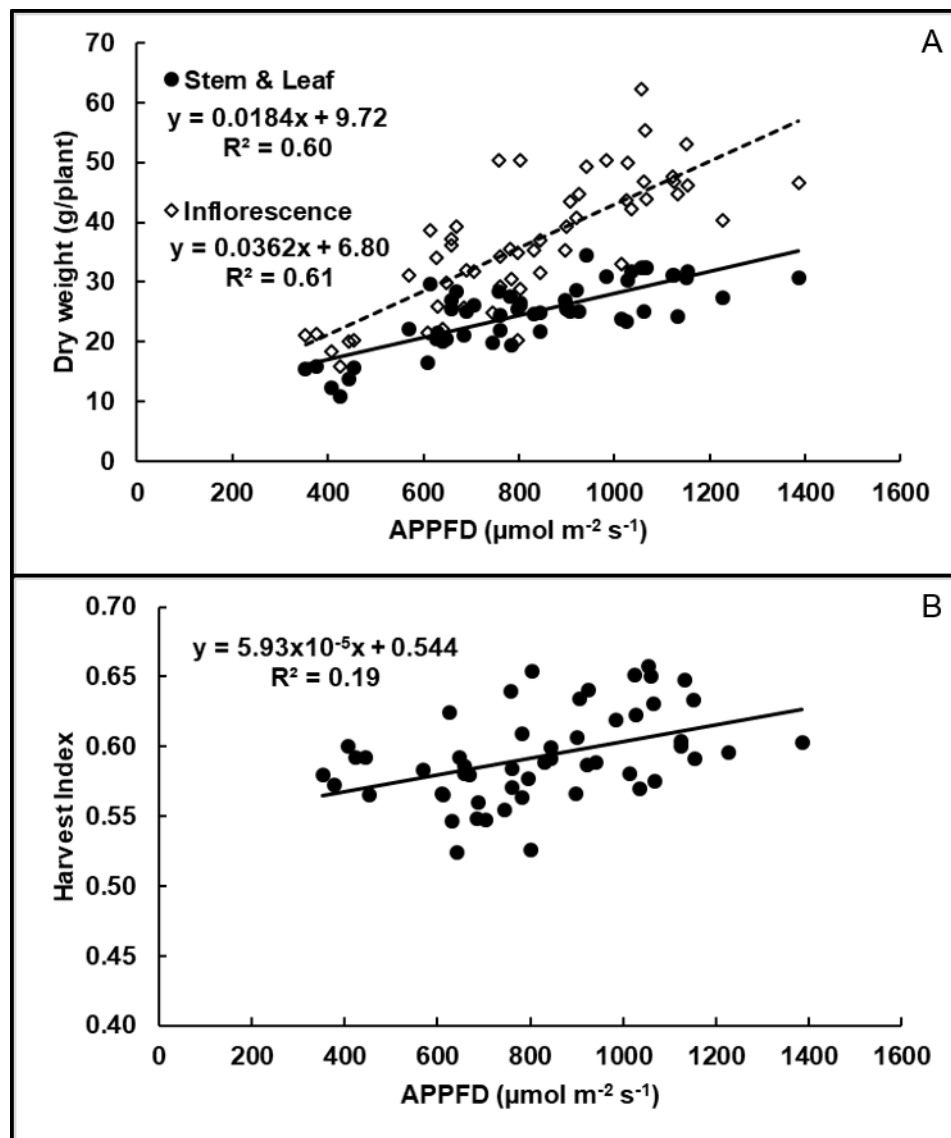 A
70
60
50
40
30
20
10
0
Dry weight (g/plant)
Stem & Leaf
y = 0.0184x + 9.72
R² = 0.60
Inflorescence
y = 0.0362x + 6.80
R² = 0.61
0 200 400 600 800 1000 1200 1400 1600
APPFD (µmol m⁻² s⁻¹)
B
0.70
0.65
0.60
0.55
0.50
0.45
0.40
Harvest Index
y = 5.93x10⁻⁵x + 0.544
R² = 0.19
0 200 400 600 800 1000 1200 1400 1600
APPFD (µmol m⁻² s⁻¹)